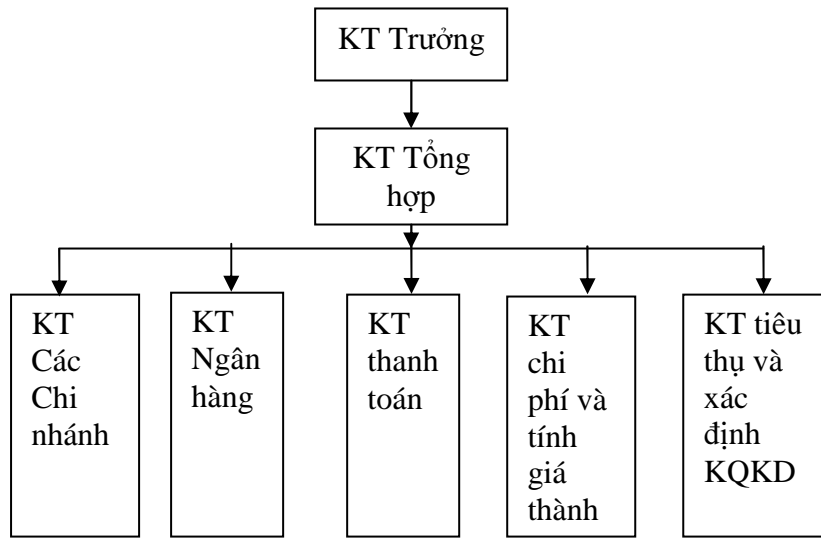 KT Trưởng
KT Tổng
hợp
KT
Các
Chi
nhánh
KT
Ngân
hàng
KT
thanh
toán
KT
chi
phí và
tính
giá
thành
KT tiêu
thụ và
xác
định
KQKD